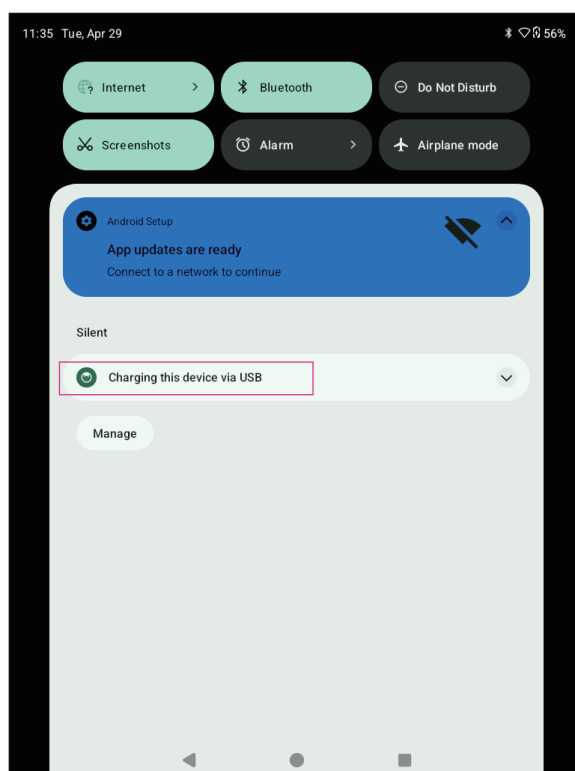 11:35 Tue, Apr 29 56%
Internet Bluetooth Do Not Disturb
Screenshots Alarm Airplane mode
Android Setup
App updates are ready
Connect to a network to continue
Silent
Charging this device via USB
Manage